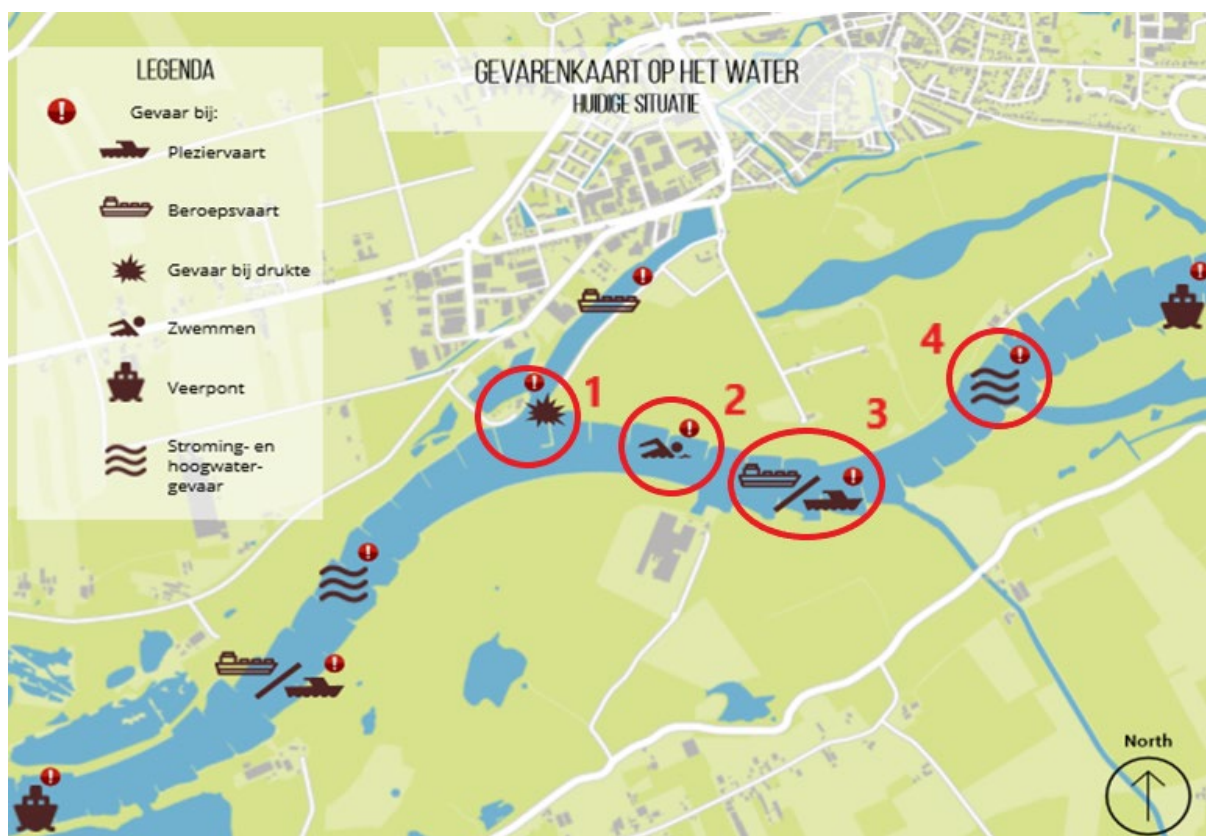 LEGENDA
Gevaar bij:
Pleziervaart
Beroepsvaart
Gevaar bij drukte
Zwemmen
Veerpont
Stroming- en
hoogwater-
gevaar
GEVARENKAART OP HET WATER
HUIDIGE SITUATIE
1
2
3
4
North